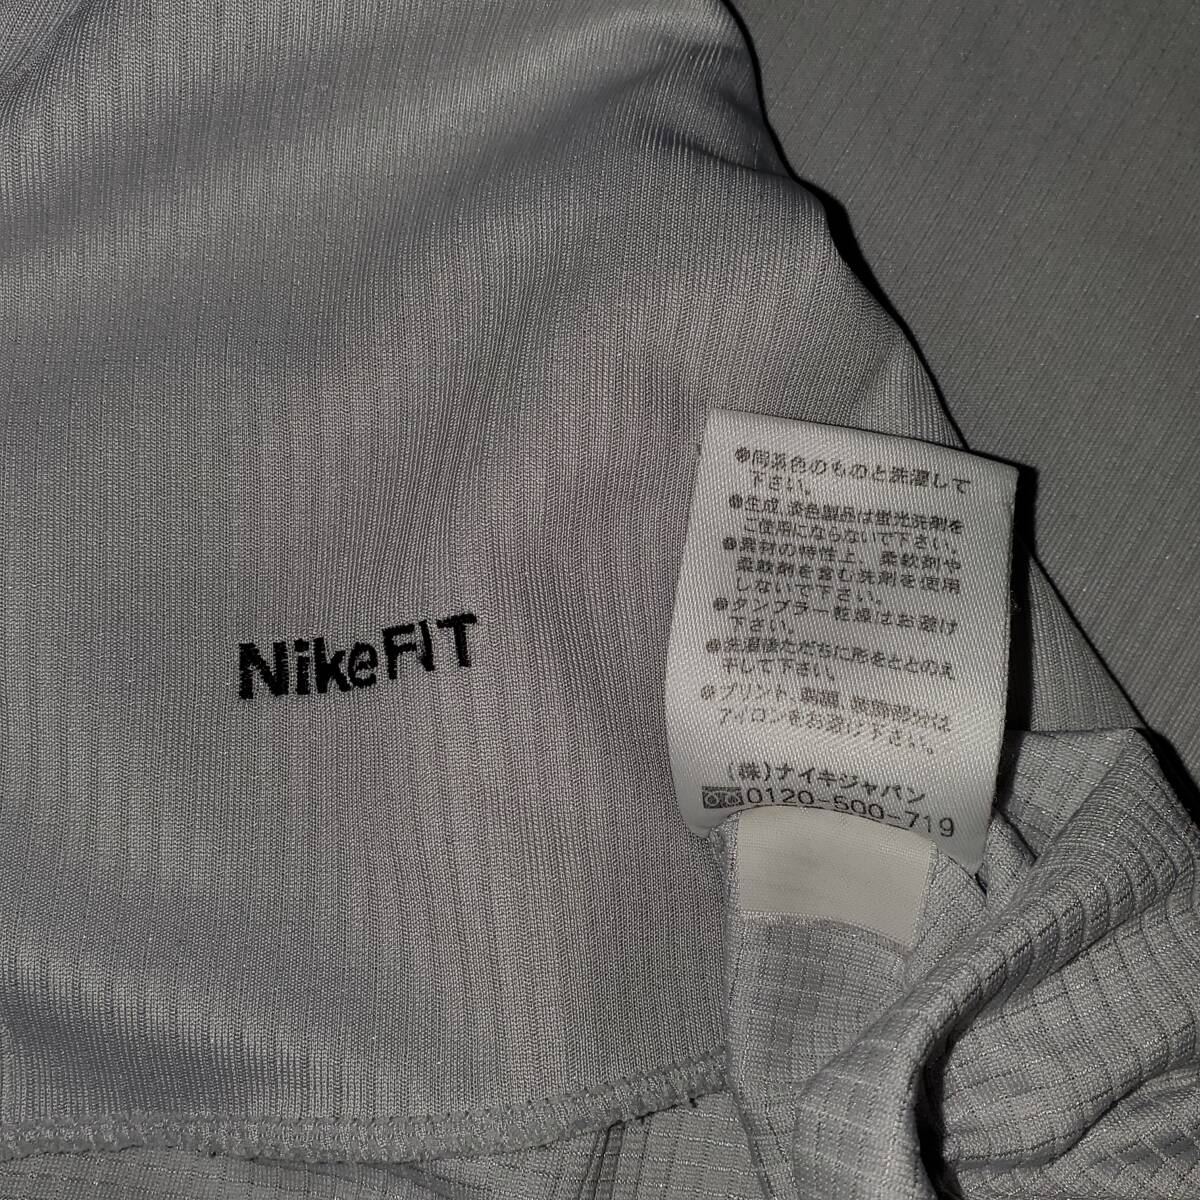 NikeFIT
●同系色のものと洗濯して
下さい。
●生成、淡色製品は蛍光洗剤を
ご使用にならないで下さい。
●素材の特性上、柔軟剤や
柔軟剤を含む洗剤を使用
しないで下さい。
●タンブラー乾燥はお避け
下さい。
●洗濯後ただちに形をととのえ
干して下さい。
●プリント、刺繍、装飾部分は
アイロンをお避け下さい。
(株)ナイキジャパン
0120-500-719